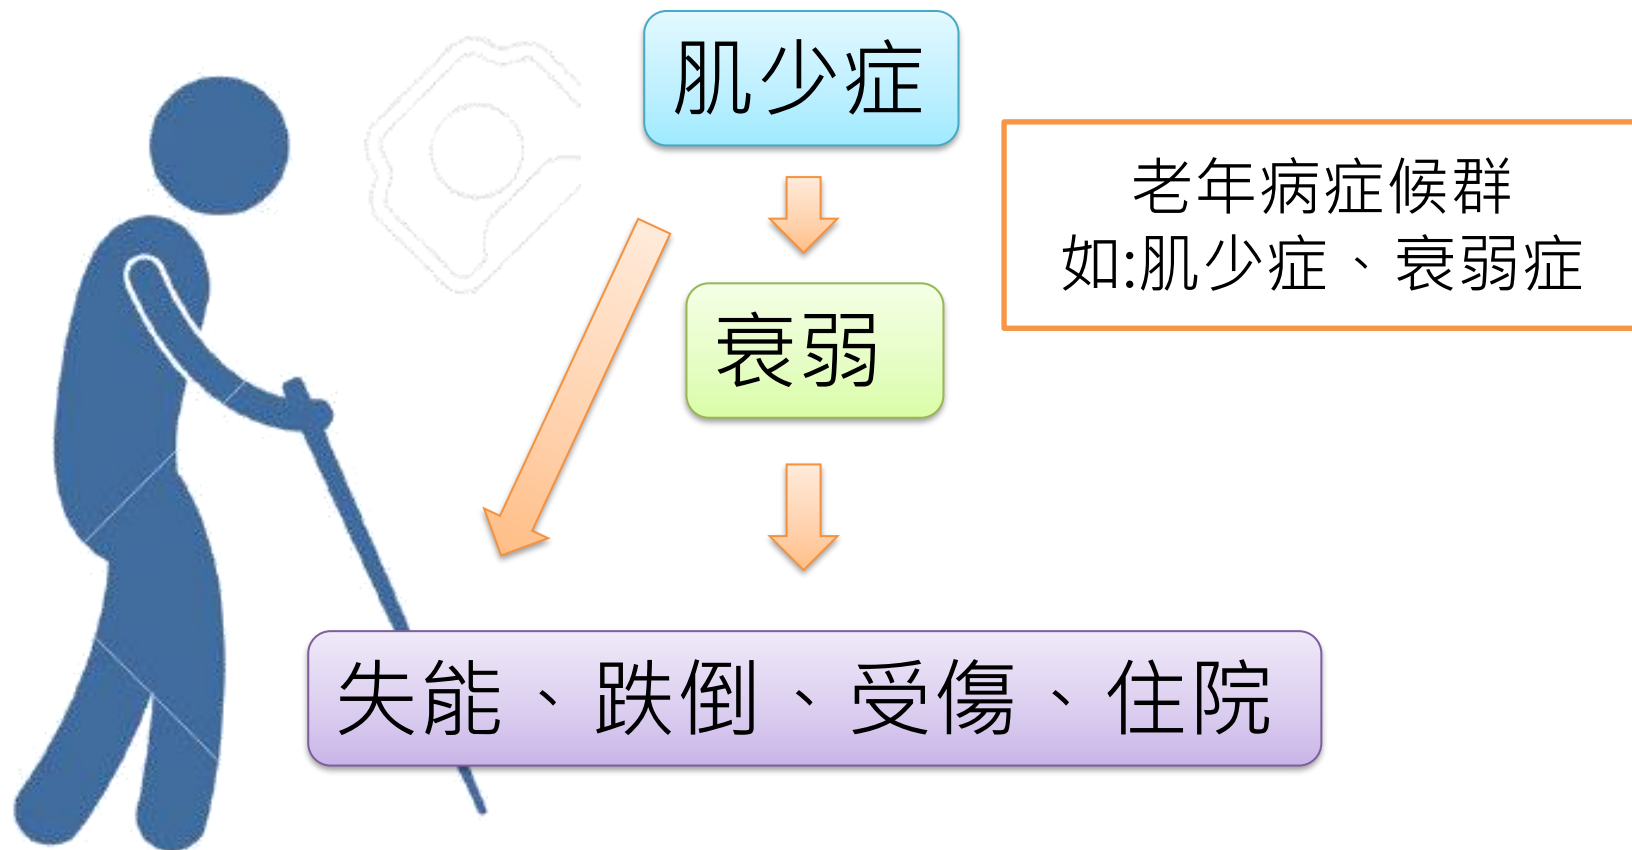 肌少症
老年病症候群
如:肌少症、衰弱症
衰弱
失能、跌倒、受傷、住院